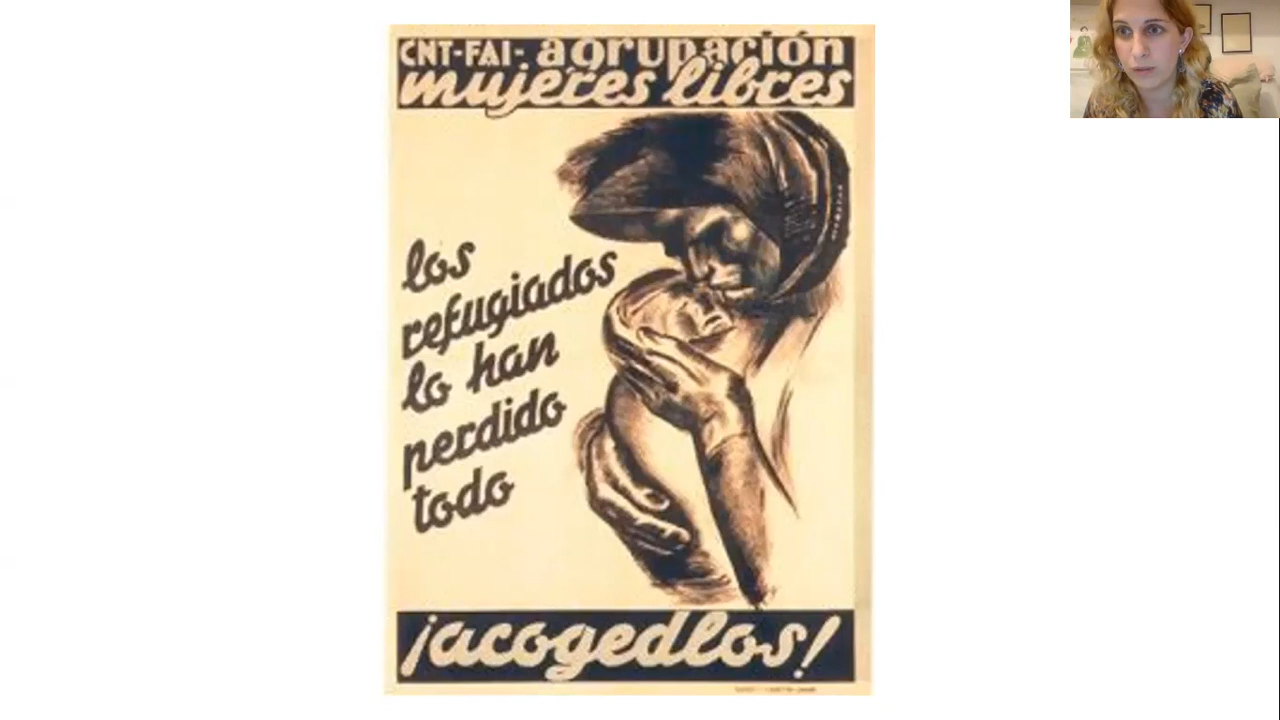 CNT-FAI- agrupación
mujeres libres
los
refugiados
lo han
perdido
todo
¡acogedlos!